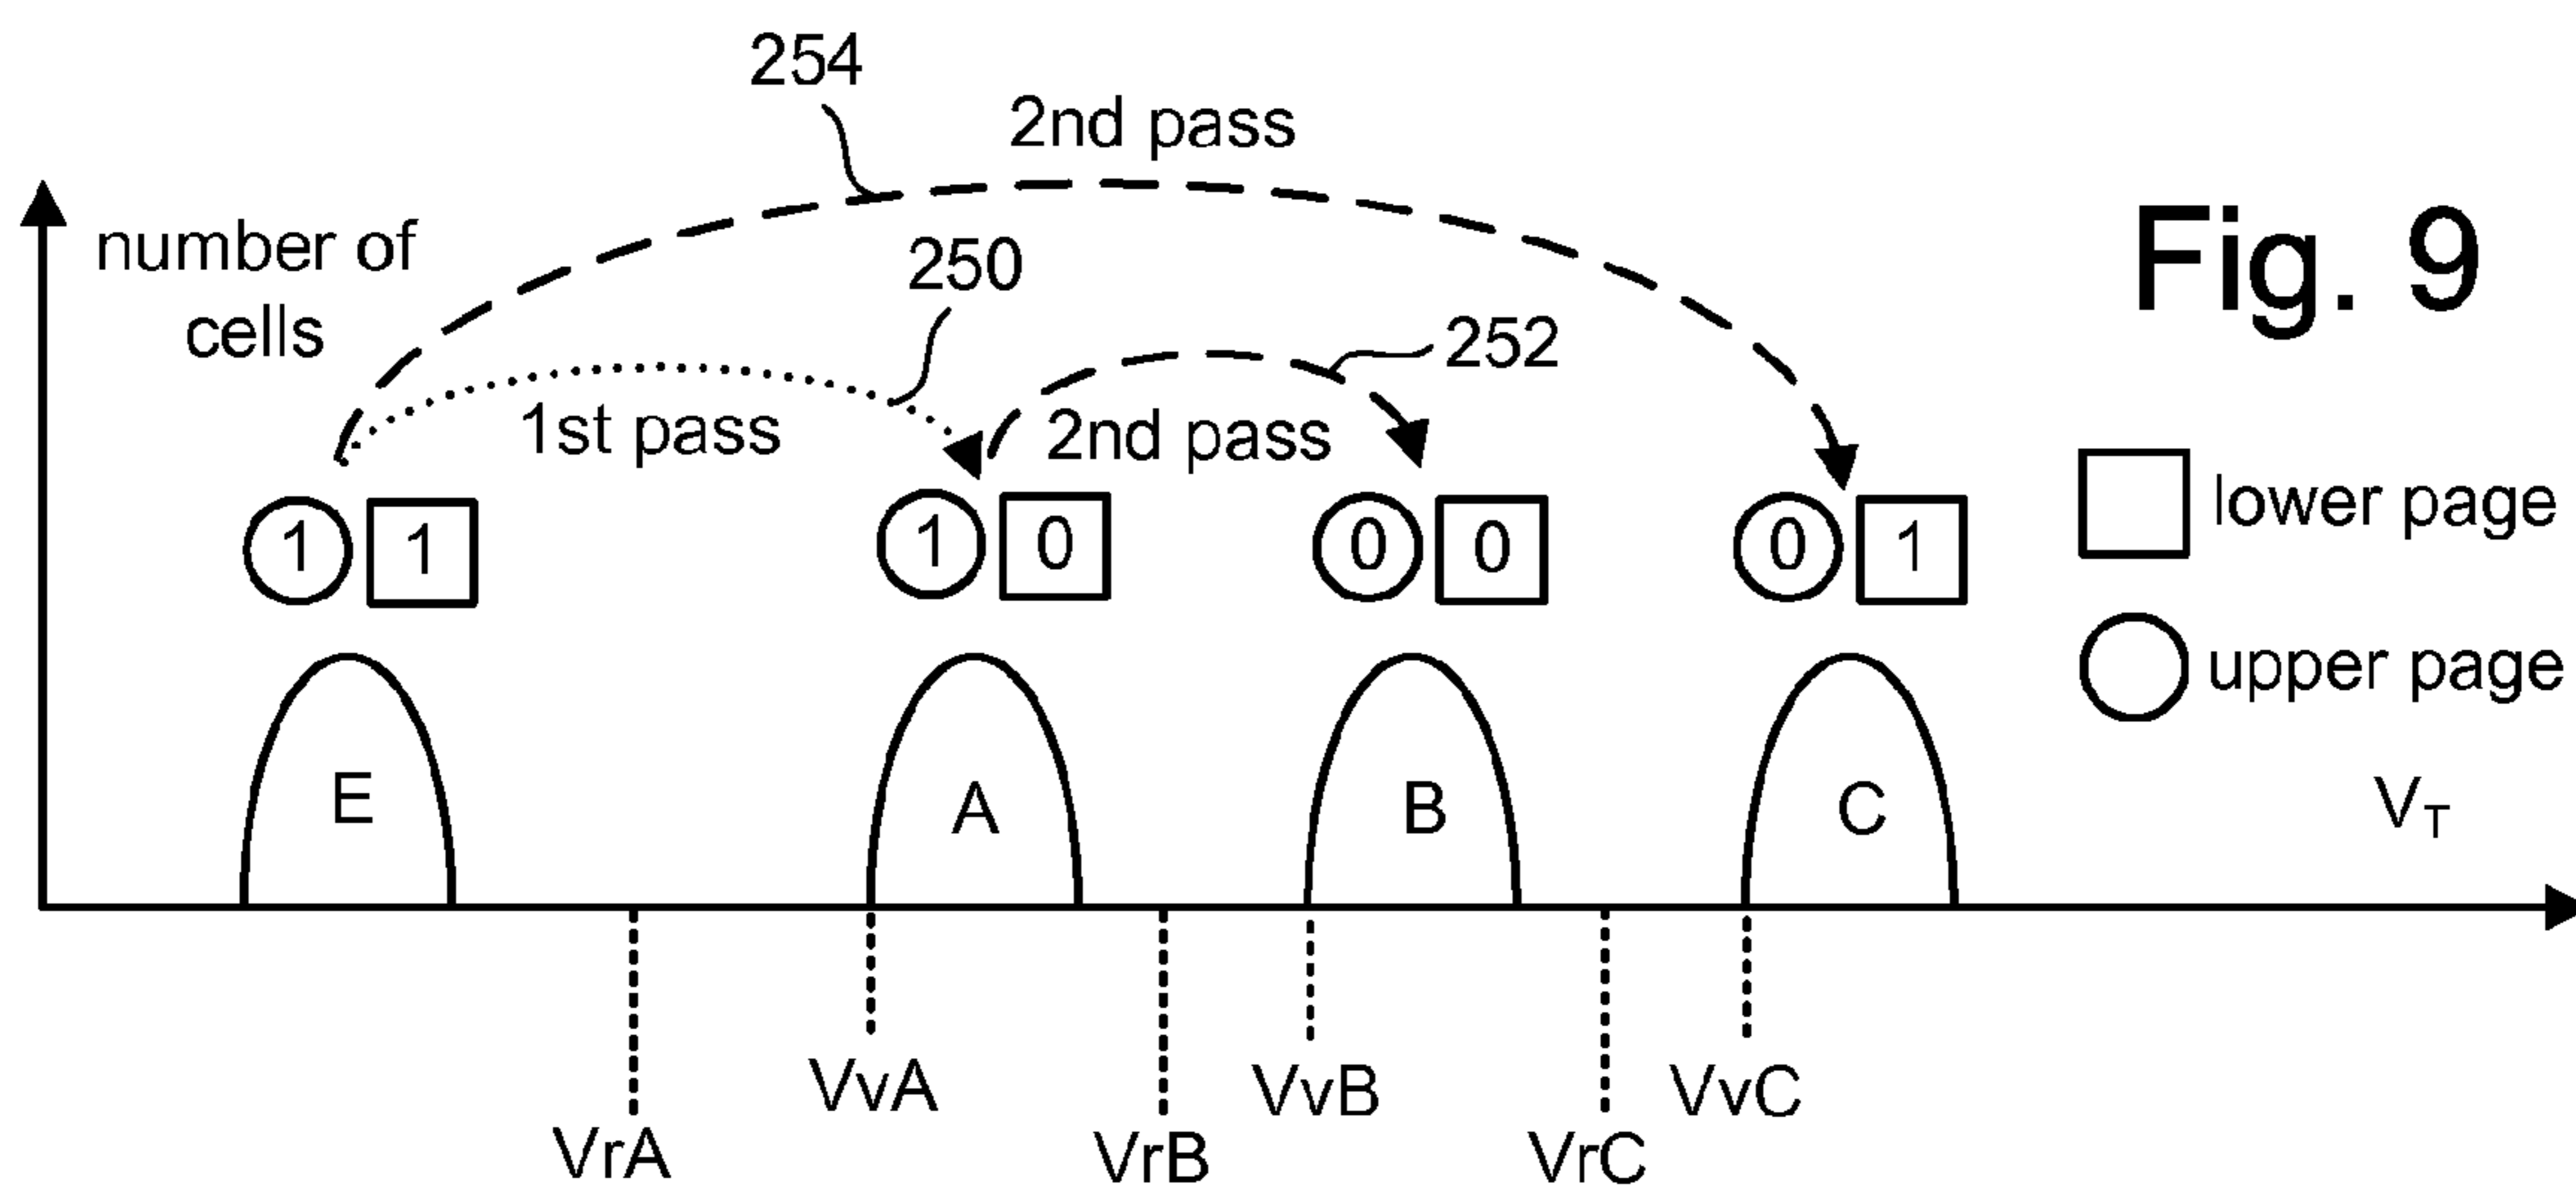 254
2nd pass
Fig. 9
number of
cells
250
252
1st pass
2nd pass
1 1
1 0
0 0
0 1
lower page
upper page
E
A
B
C
VT
VvA
VvB
VvC
VrA
VrB
VrC